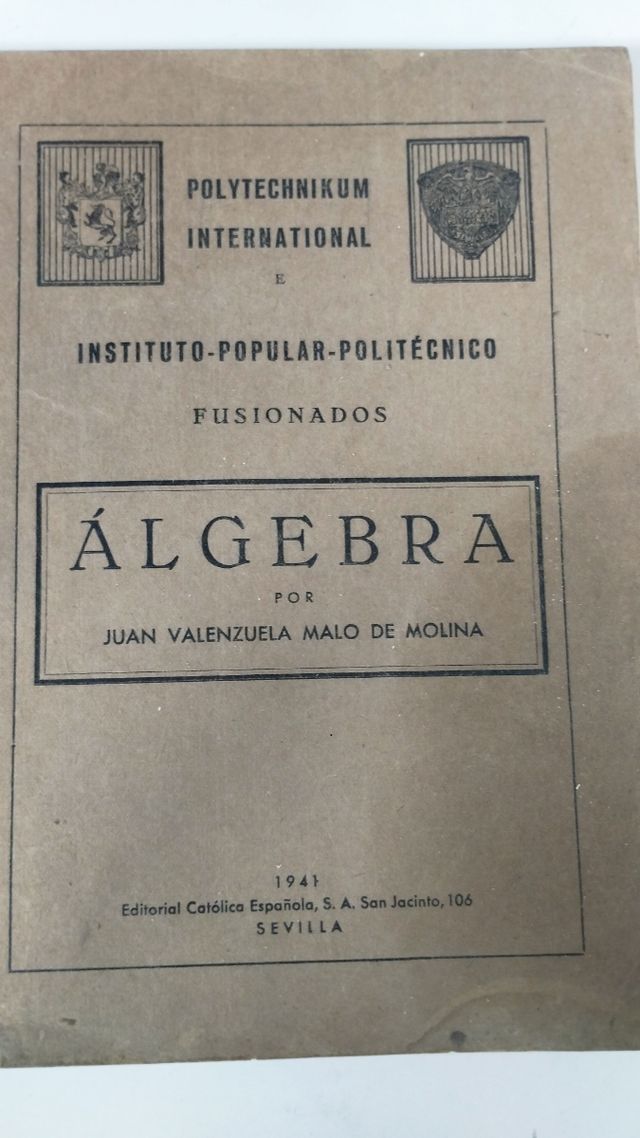 POLYTECHNIKUM
INTERNATIONAL
E
INSTITUTO-POPULAR-POLITÉCNICO
FUSIONADOS
ÁLGEBRA
POR
JUAN VALENZUELA MALO DE MOLINA
1941
Editorial Católica Española, S. A. San Jacinto, 106
SEVILLA